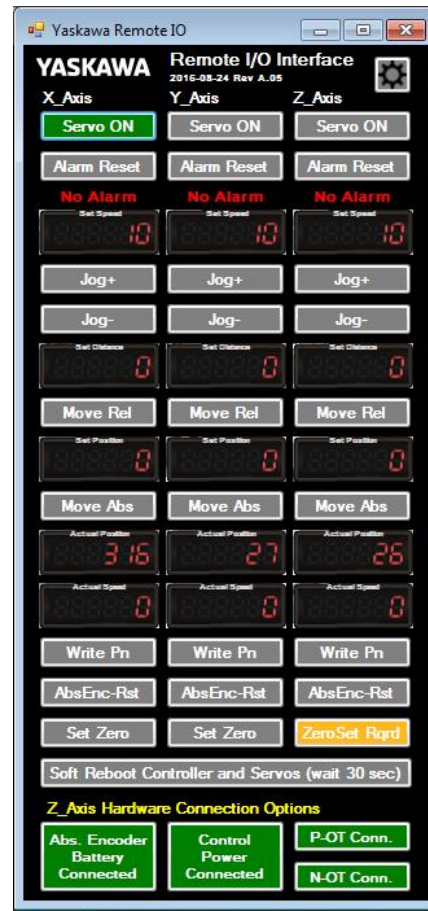 Yaskawa Remote IO
YASKAWA Remote I/O Interface
2016-08-24 Rev A.05
X_Axis Y_Axis Z_Axis
Servo ON Servo ON Servo ON
Alarm Reset Alarm Reset Alarm Reset
No Alarm No Alarm No Alarm
Set Speed Set Speed Set Speed
10 10 10
Jog+ Jog+ Jog+
Jog- Jog- Jog-
Set Distance Set Distance Set Distance
0 0 0
Move Rel Move Rel Move Rel
Set Position Set Position Set Position
0 0 0
Move Abs Move Abs Move Abs
Actual Position Actual Position Actual Position
316 27 26
Actual Speed Actual Speed Actual Speed
0 0 0
Write Pn Write Pn Write Pn
AbsEnc-Rst AbsEnc-Rst AbsEnc-Rst
Set Zero Set Zero ZeroSet Rqrd
Soft Reboot Controller and Servos (wait 30 sec)
Z_Axis Hardware Connection Options
Abs. Encoder
Battery
Connected
Control
Power
Connected
P-OT Conn.
N-OT Conn.